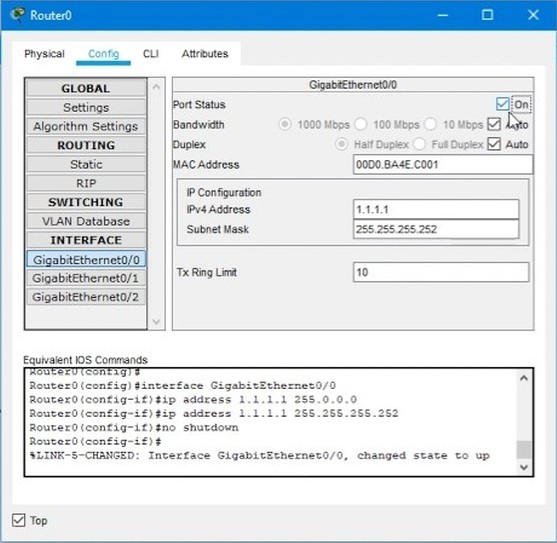 Router0
Physical Config CLI Attributes
GLOBAL
Settings
Algorithm Settings
ROUTING
Static
RIP
SWITCHING
VLAN Database
INTERFACE
GigabitEthernet0/0
GigabitEthernet0/1
GigabitEthernet0/2
GigabitEthernet0/0
Port Status On
Bandwidth 1000 Mbps 100 Mbps 10 Mbps Auto
Duplex Half Duplex Full Duplex Auto
MAC Address 00D0.BA4E.C001
IP Configuration
IPv4 Address 1.1.1.1
Subnet Mask 255.255.255.252
Tx Ring Limit 10
Equivalent IOS Commands
Router0(config)#
Router0(config)#interface GigabitEthernet0/0
Router0(config-if)#ip address 1.1.1.1 255.0.0.0
Router0(config-if)#ip address 1.1.1.1 255.255.255.252
Router0(config-if)#no shutdown
Router0(config-if)#
%LINK-5-CHANGED: Interface GigabitEthernet0/0, changed state to up
Top